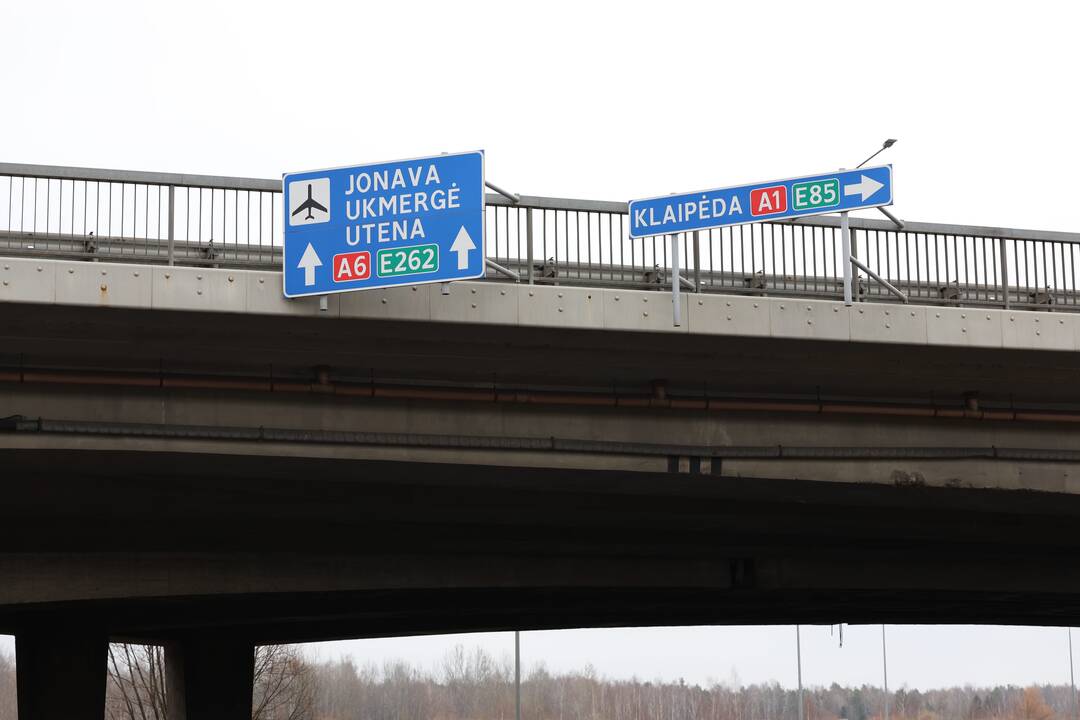 JONAVA
UKMERGĖ
UTENA
A6 E262
KLAIPĖDA A1 E85